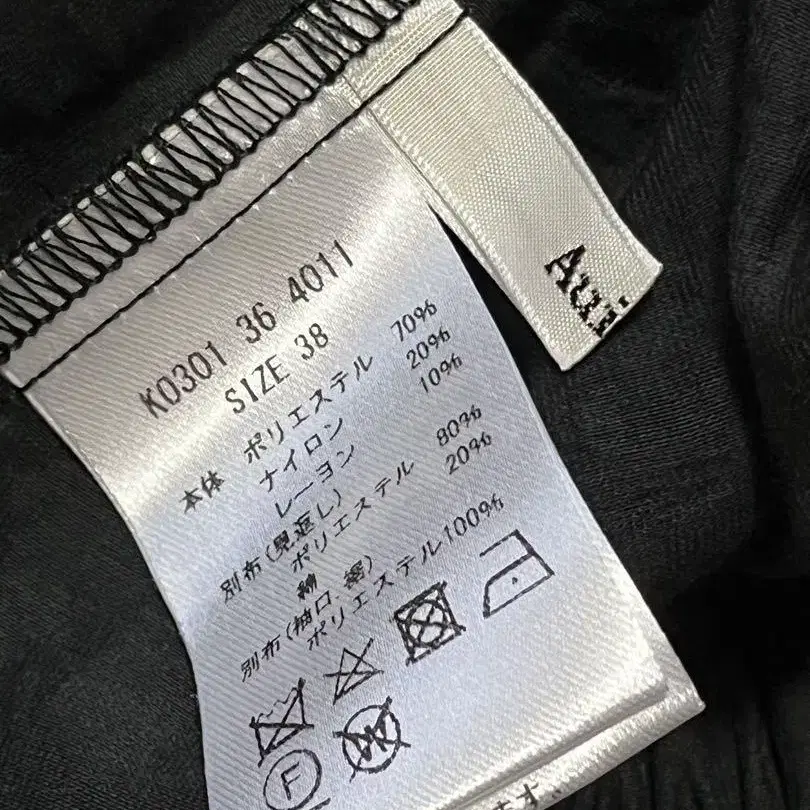 K0301 36 4011
SIZE 38
本体 ポリエステル 70%
ナイロン 20%
レーヨン 10%
別布(見返し)
ポリエステル 80%
綿 20%
別布(袖口、裾)
ポリエステル100%
F
W
Auri